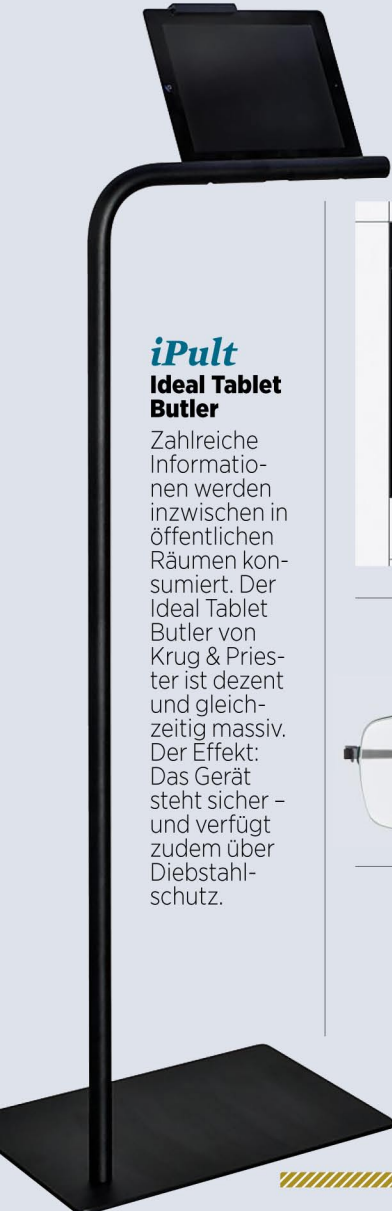 iPult
Ideal Tablet
Butler
Zahlreiche
Informatio-
nen werden
inzwischen in
öffentlichen
Räumen kon-
sumiert. Der
Ideal Tablet
Butler von
Krug & Pries-
ter ist dezent
und gleich-
zeitig massiv.
Der Effekt:
Das Gerät
steht sicher –
und verfügt
zudem über
Diebstahl-
schutz.